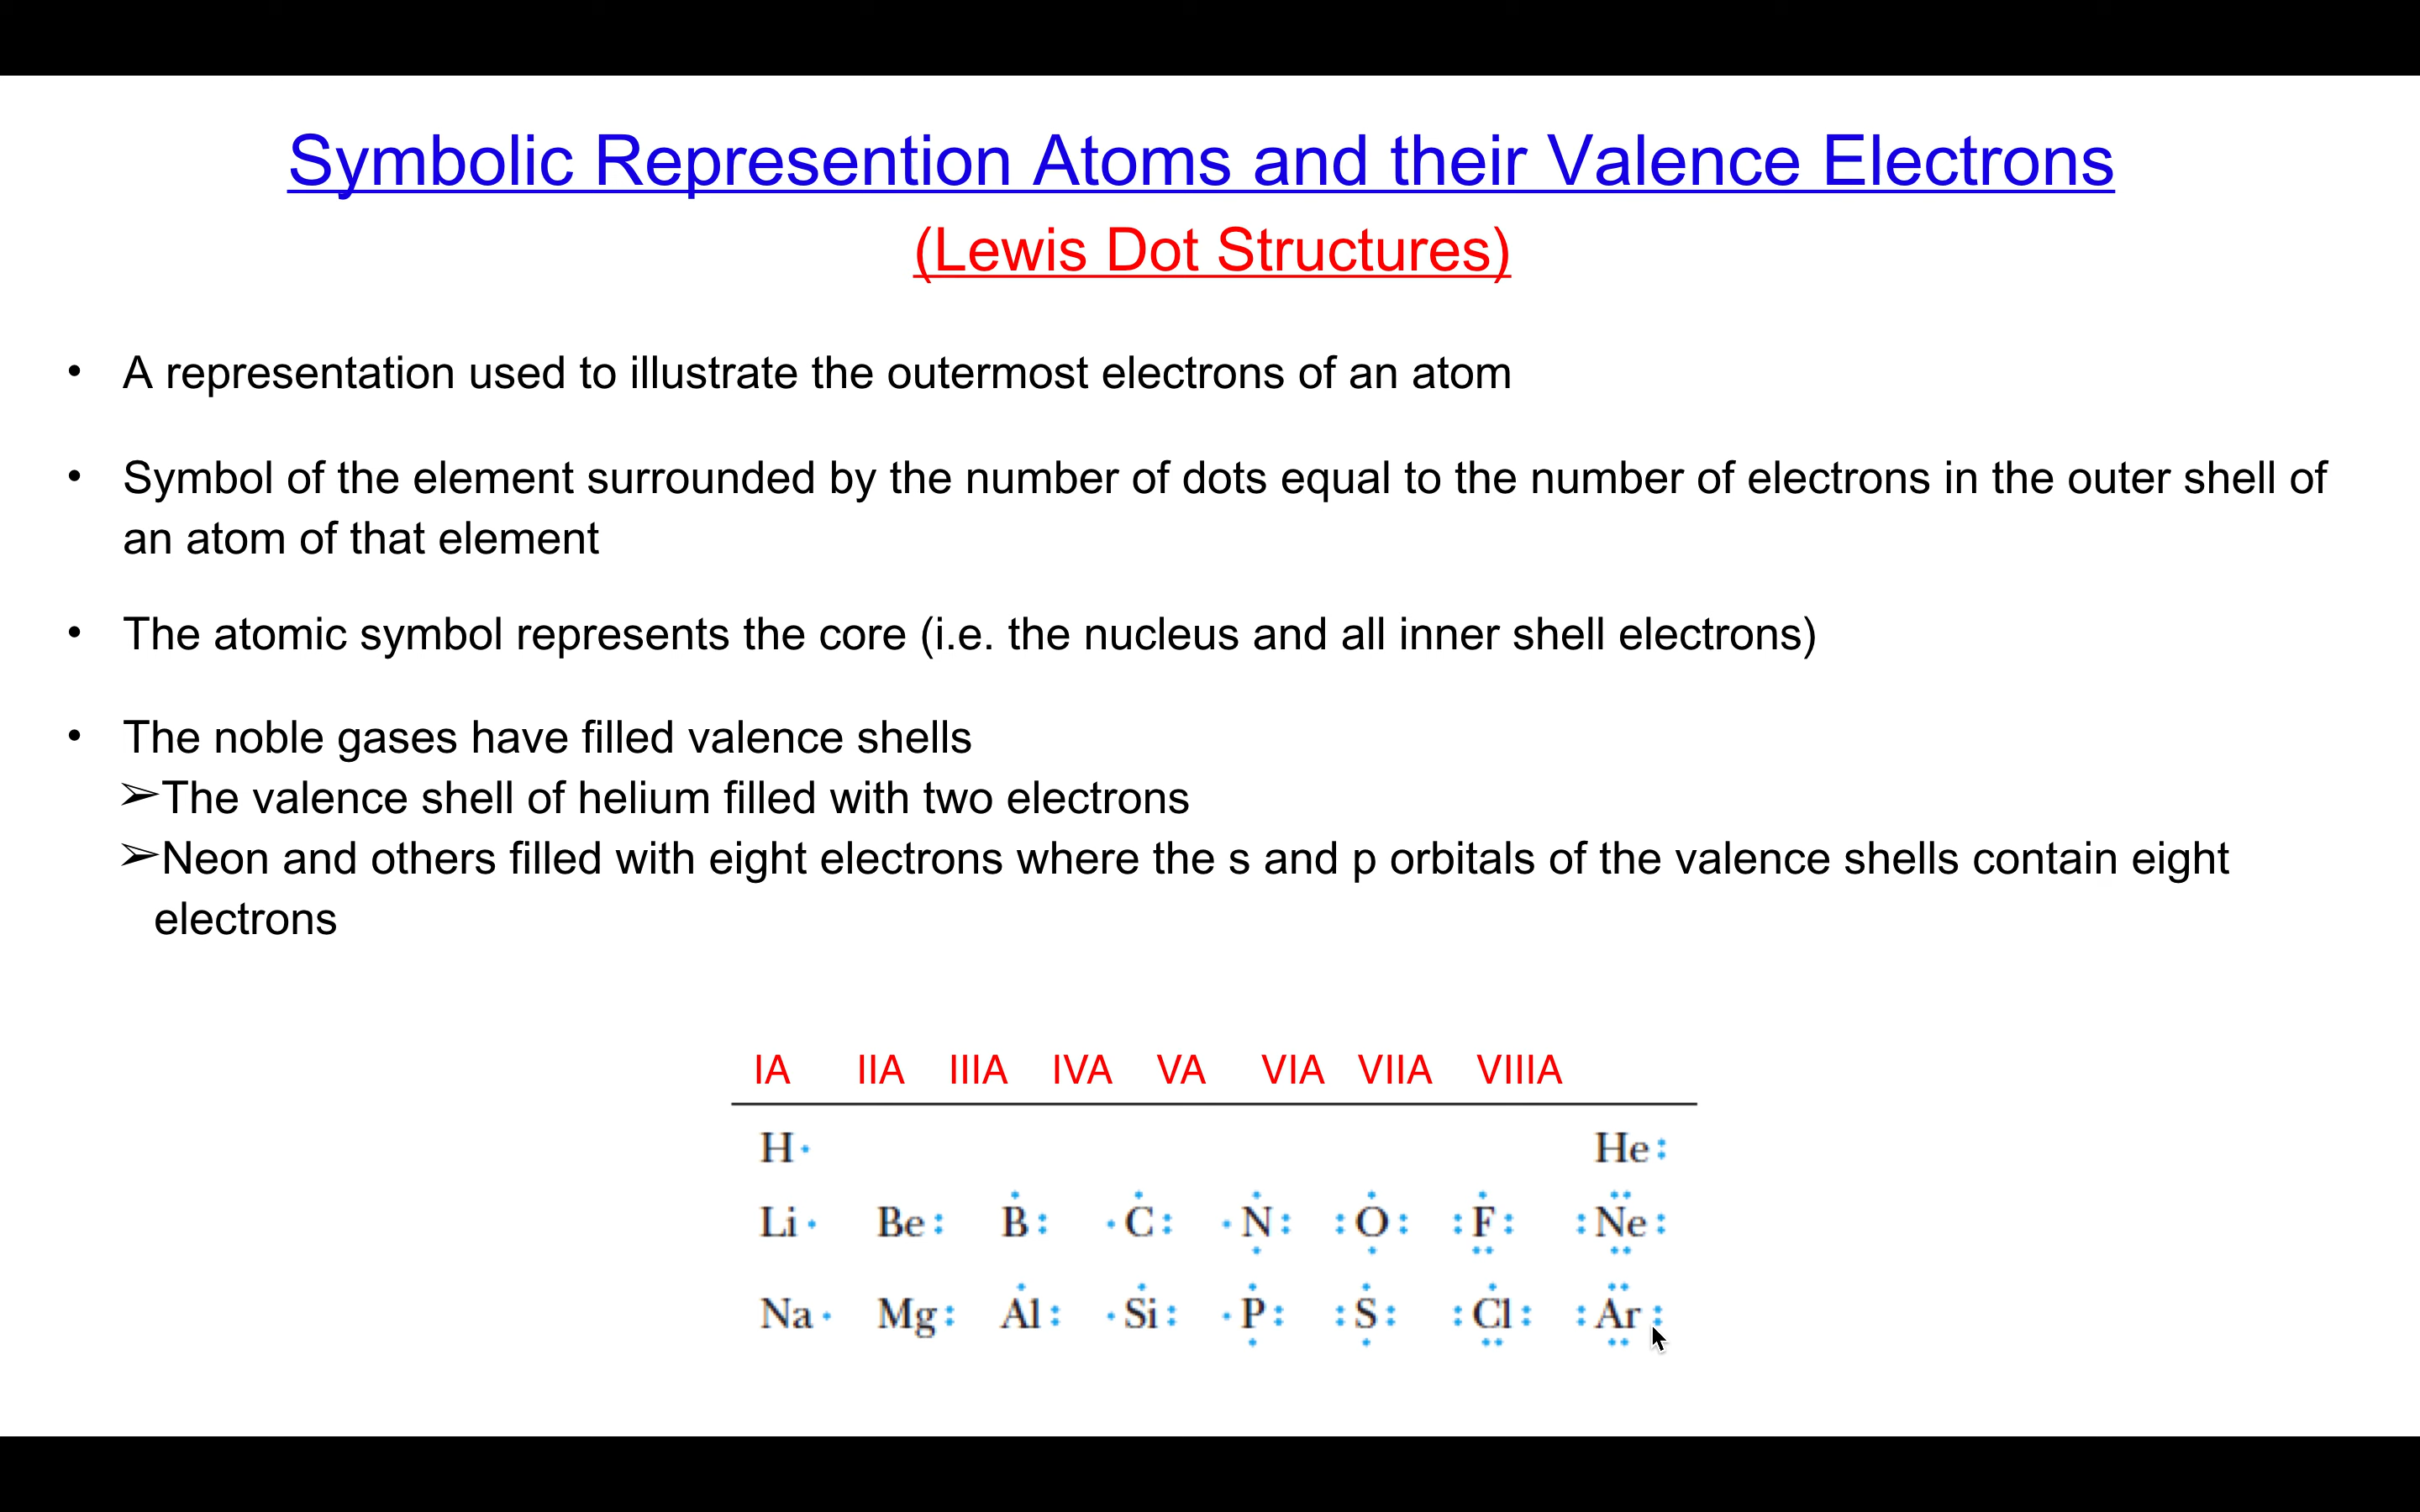 Symbolic Represention Atoms and their Valence Electrons
(Lewis Dot Structures)
• A representation used to illustrate the outermost electrons of an atom
• Symbol of the element surrounded by the number of dots equal to the number of electrons in the outer shell of
an atom of that element
• The atomic symbol represents the core (i.e. the nucleus and all inner shell electrons)
• The noble gases have filled valence shells
➢The valence shell of helium filled with two electrons
➢Neon and others filled with eight electrons where the s and p orbitals of the valence shells contain eight
electrons
IA IIA IIIA IVA VA VIA VIIA VIIIA
H He
Li Be B C N O F Ne
Na Mg Al Si P S Cl Ar